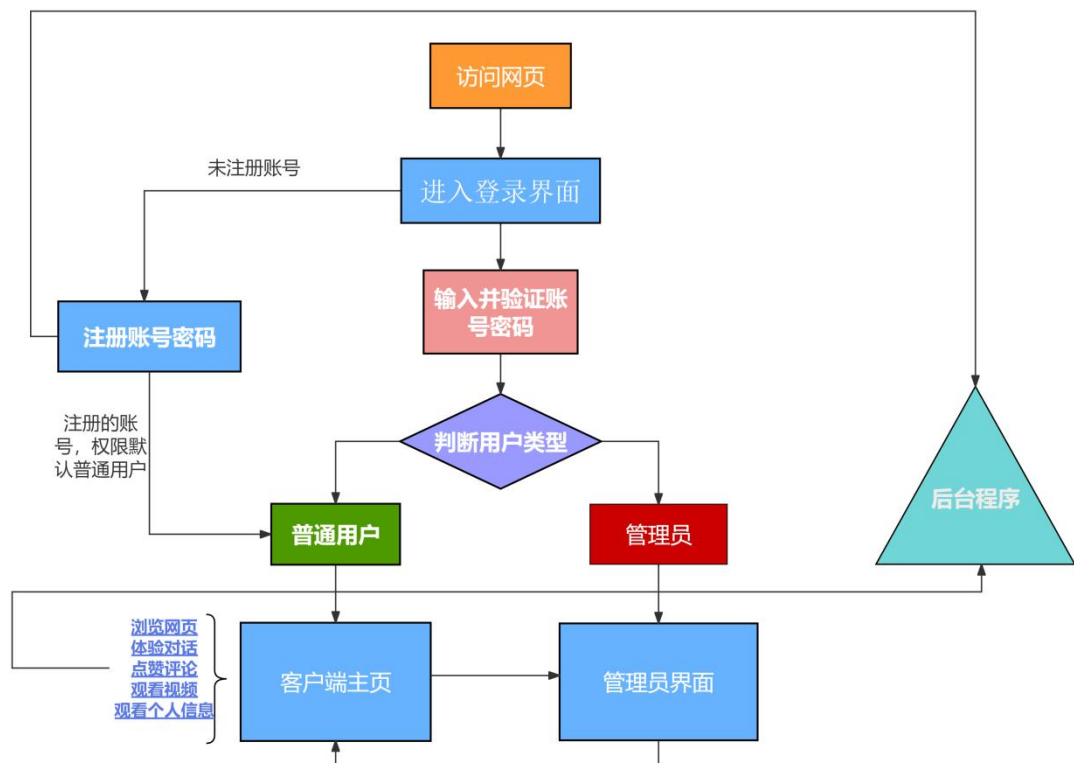 访问网页
未注册账号
进入登录界面
输入并验证账
号密码
注册账号密码
注册的账
号，权限默
认普通用户
判断用户类型
后台程序
普通用户
管理员
浏览网页
体验对话
点赞评论
观看视频
观看个人信息
客户端主页
管理员界面